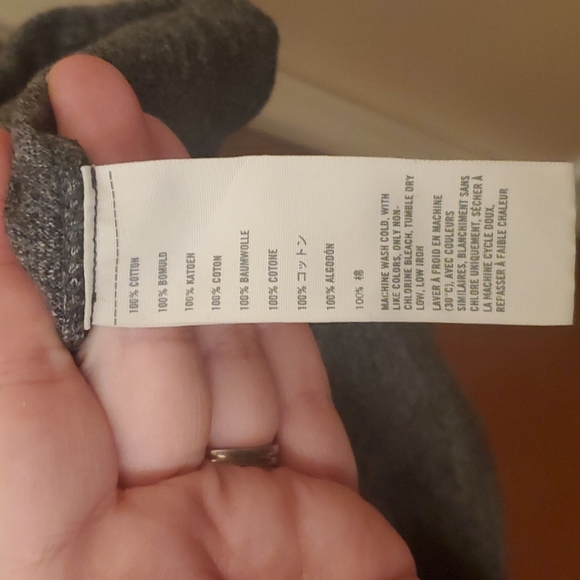 100% COTTON
100% BOMULD
100% KATOEN
100% COTON
100% BAUMWOLLE
100% COTONE
100% コットン
100% ALGODÓN
100% 棉
MACHINE WASH COLD, WITH
LIKE COLORS, ONLY NON-
CHLORINE BLEACH, TUMBLE DRY
LOW, LOW IRON
LAVER À FROID EN MACHINE
(30°C), AVEC COULEURS
SIMILAIRES, BLANCHIMENT SANS
CHLORE UNIQUEMENT, SÉCHER À
LA MACHINE CYCLE DOUX,
REPASSER À FAIBLE CHALEUR